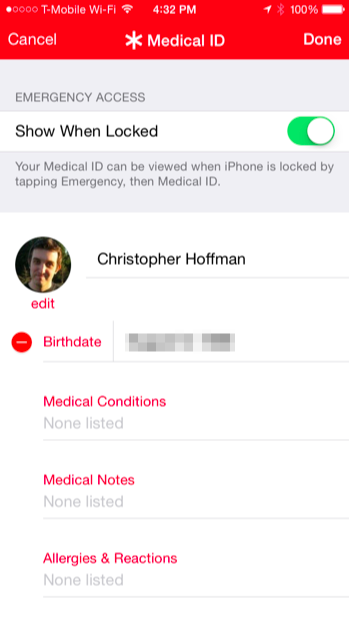 T-Mobile Wi-Fi 4:32 PM 100%
Cancel Medical ID Done
EMERGENCY ACCESS
Show When Locked
Your Medical ID can be viewed when iPhone is locked by
tapping Emergency, then Medical ID.
Christopher Hoffman
edit
Birthdate
Medical Conditions
None listed
Medical Notes
None listed
Allergies & Reactions
None listed